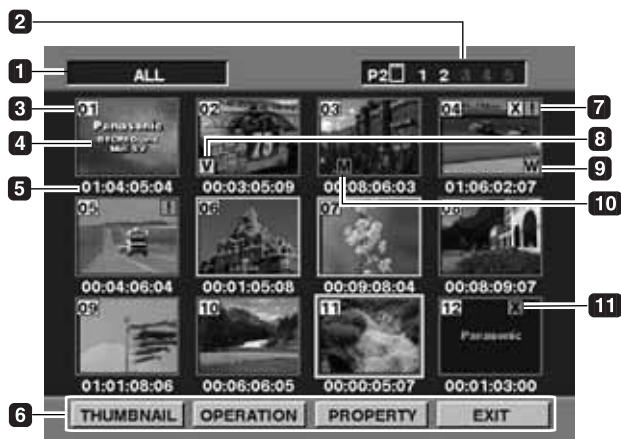 2
1 ALL P2 1 2 3 4 5
3 01 02 03 04 X ! 7
4 Panasonic 8
V W 9
M 10
5 01:04:05:04 00:03:05:09 00:08:06:03 01:06:02:07
05 ! 06 07 08
00:04:06:04 00:01:05:08 00:09:08:04 00:08:09:07
09 10 11 12 X 11
Panasonic
01:01:08:06 00:06:06:05 00:00:05:07 00:01:03:00
6 THUMBNAIL OPERATION PROPERTY EXIT